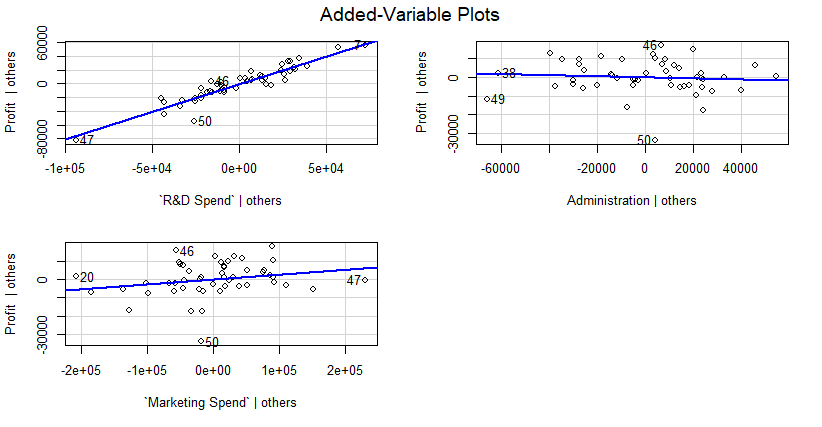 Added-Variable Plots
Profit | others
-80000 0 60000
7
46
50
47
-1e+05 -5e+04 0e+00 5e+04
`R&D Spend` | others
Profit | others
-30000 0
46
38
49
50
-60000 -20000 0 20000 40000
Administration | others
Profit | others
-30000 0
46
20
47
50
-2e+05 -1e+05 0e+00 1e+05 2e+05
`Marketing Spend` | others